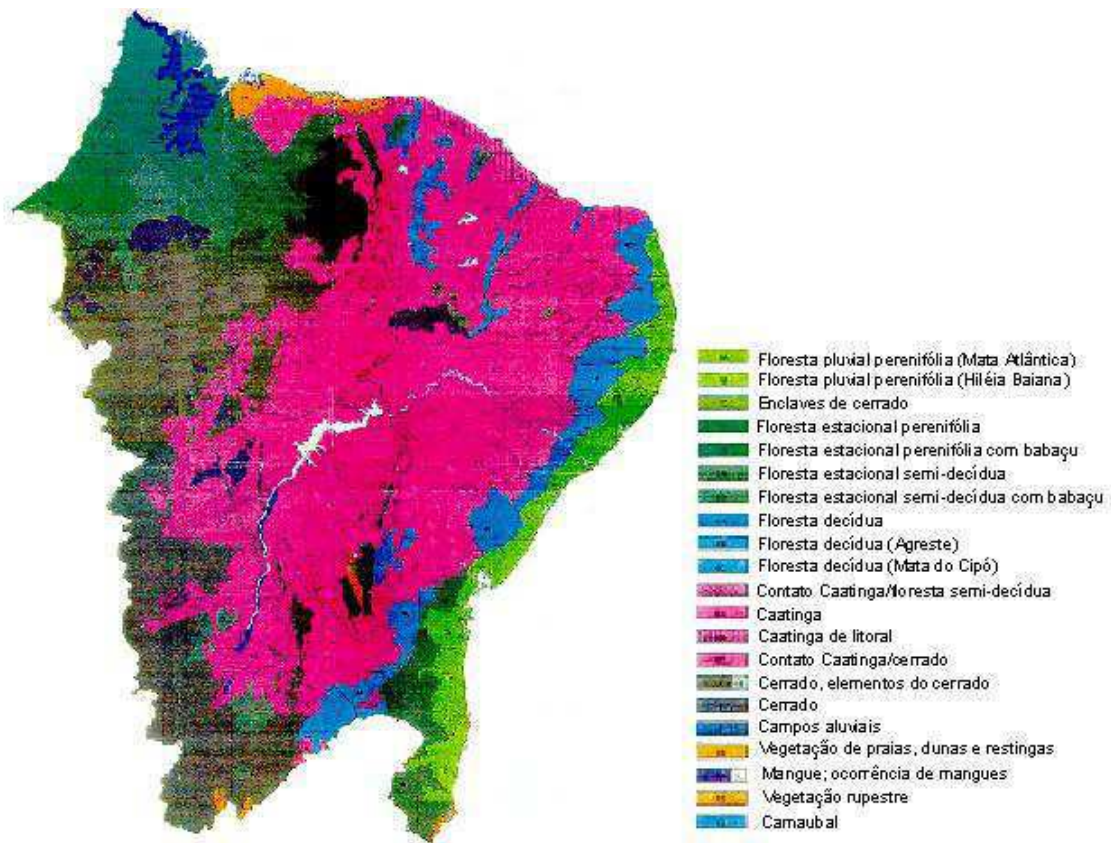 Floresta pluvial perenifólia (Mata Atlântica)
Floresta pluvial perenifólia (Hiléia Baiana)
Enclaves de cerrado
Floresta estacional perenifólia
Floresta estacional perenifólia com babaçu
Floresta estacional semi-decídua
Floresta estacional semi-decídua com babaçu
Floresta decídua
Floresta decídua (Agreste)
Floresta decídua (Mata do Cipó)
Contato Caatinga/floresta semi-decídua
Caatinga
Caatinga de litoral
Contato Caatinga/cerrado
Cerrado, elementos do cerrado
Cerrado
Campos aluviais
Vegetação de praias, dunas e restingas
Mangue; ocorrência de mangues
Vegetação rupestre
Carnaubal